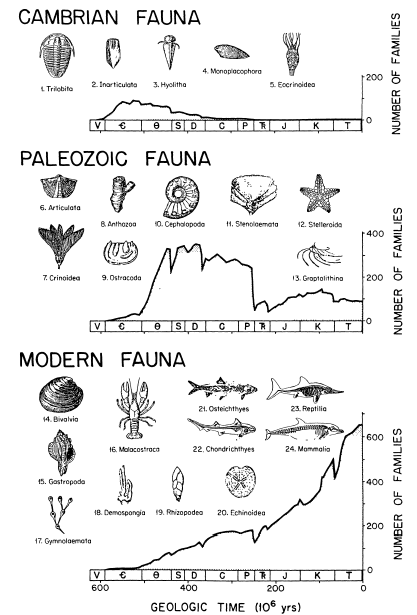 CAMBRIAN FAUNA
1. Trilobita
2. Inarticulata
3. Hyolitha
4. Monoplacophora
5. Eocrinoidea
200
0
NUMBER OF FAMILIES
V Ꞓ O S D C P Ћ J K T
PALEOZOIC FAUNA
6. Articulata
8. Anthozoa
10. Cephalopoda
11. Stenolaemata
12. Stelleroida
7. Crinoidea
9. Ostracoda
13. Graptolithina
400
200
0
NUMBER OF FAMILIES
V Ꞓ O S D C P Ћ J K T
MODERN FAUNA
14. Bivalvia
16. Malacostraca
21. Osteichthyes
23. Reptilia
22. Chondrichthyes
24. Mammalia
15. Gastropoda
18. Demospongia
19. Rhizopodea
20. Echinoidea
17. Gymnolaemata
600
400
200
0
NUMBER OF FAMILIES
V Ꞓ O S D C P Ћ J K T
600 400 200 0
GEOLOGIC TIME (10⁶ yrs)